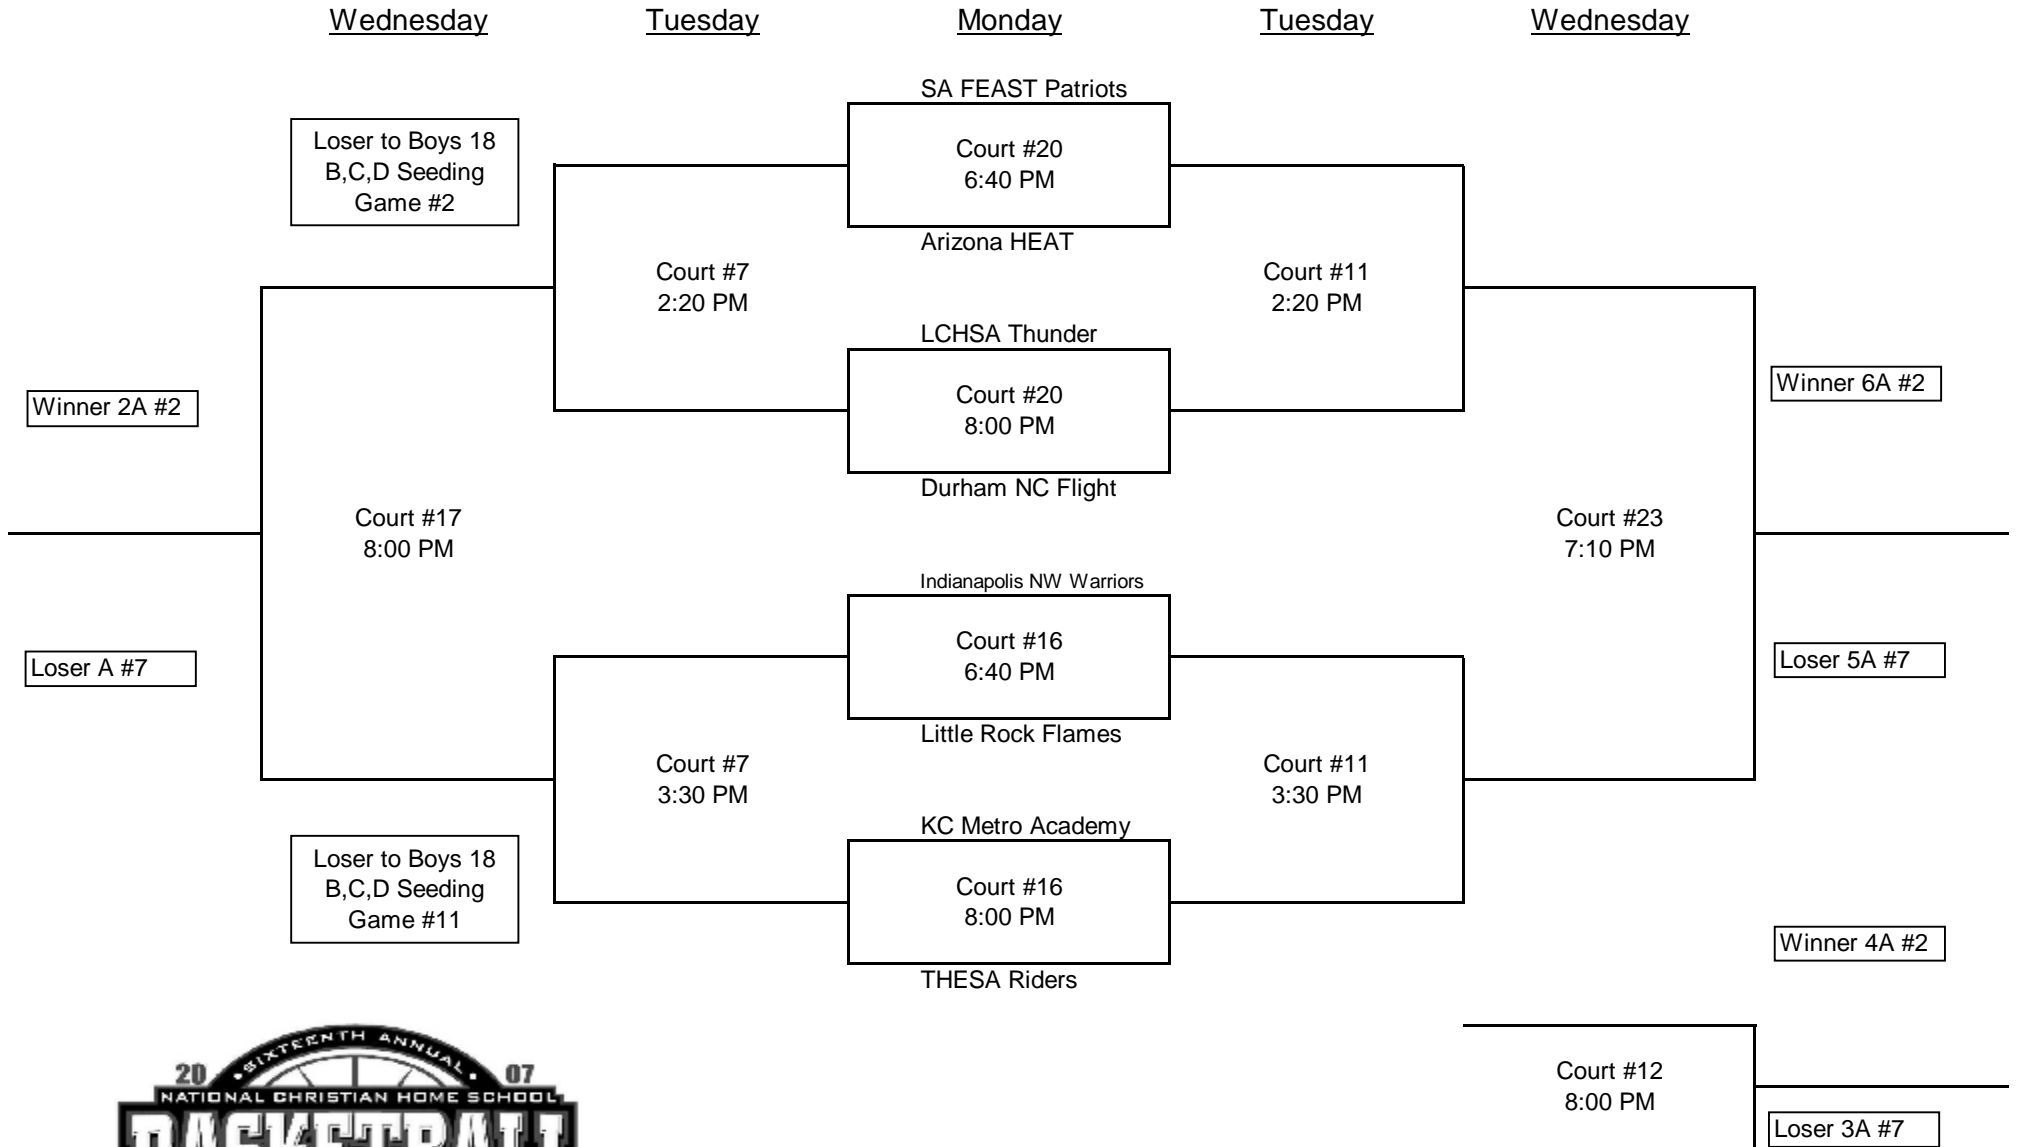 Wednesday Tuesday Monday Tuesday Wednesday
SA FEAST Patriots
Loser to Boys 18
B,C,D Seeding
Game #2
Court #20
6:40 PM
Arizona HEAT
Court #7
2:20 PM
Court #11
2:20 PM
LCHSA Thunder
Winner 2A #2
Court #20
8:00 PM
Winner 6A #2
Durham NC Flight
Court #17
8:00 PM
Court #23
7:10 PM
Indianapolis NW Warriors
Loser A #7
Court #16
6:40 PM
Loser 5A #7
Little Rock Flames
Court #7
3:30 PM
Court #11
3:30 PM
KC Metro Academy
Loser to Boys 18
B,C,D Seeding
Game #11
Court #16
8:00 PM
Winner 4A #2
THESA Riders
SIXTEENTH ANNUAL
20 07
NATIONAL CHRISTIAN HOME SCHOOL
BASKETBALL
Court #12
8:00 PM
Loser 3A #7